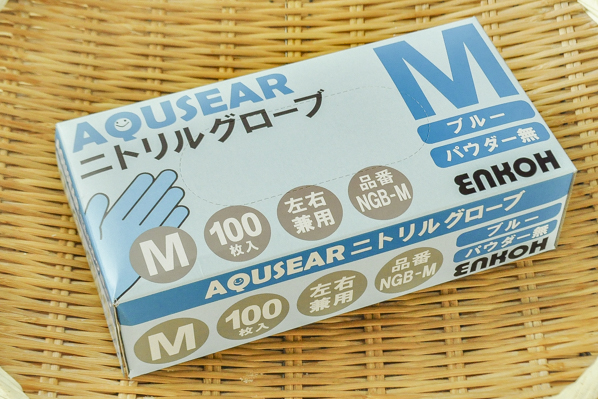 AQUSEAR
ニトリルグローブ
M
ブルー
パウダー無
ENKOH
M
100
枚入
左右
兼用
品番
NGB-M
AQUSEAR ニトリルグローブ
ブルー
パウダー無
ENKOH
M
100
枚入
左右
兼用
品番
NGB-M